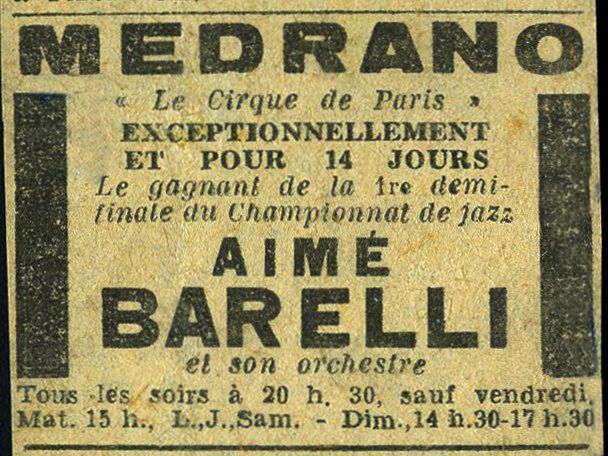 MEDRANO
« Le Cirque de Paris »
EXCEPTIONNELLEMENT
ET POUR 14 JOURS
Le gagnant de la 1re demi-
finale du Championnat de jazz
AIMÉ
BARELLI
et son orchestre
Tous les soirs à 20 h. 30, sauf vendredi.
Mat. 15 h., L.,J.,Sam. - Dim.,14 h.30-17 h.30